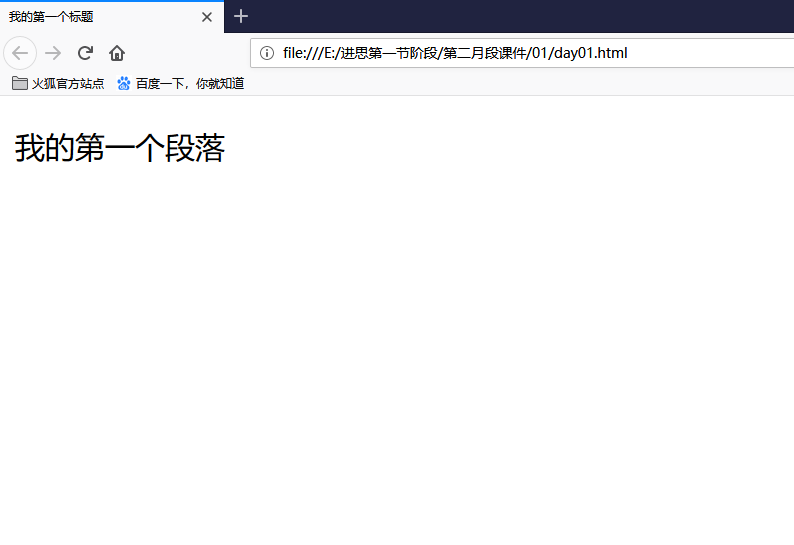 我的第一个标题
file:///E:/进思第一节阶段/第二月段课件/01/day01.html
火狐官方站点 百度一下，你就知道
我的第一个段落